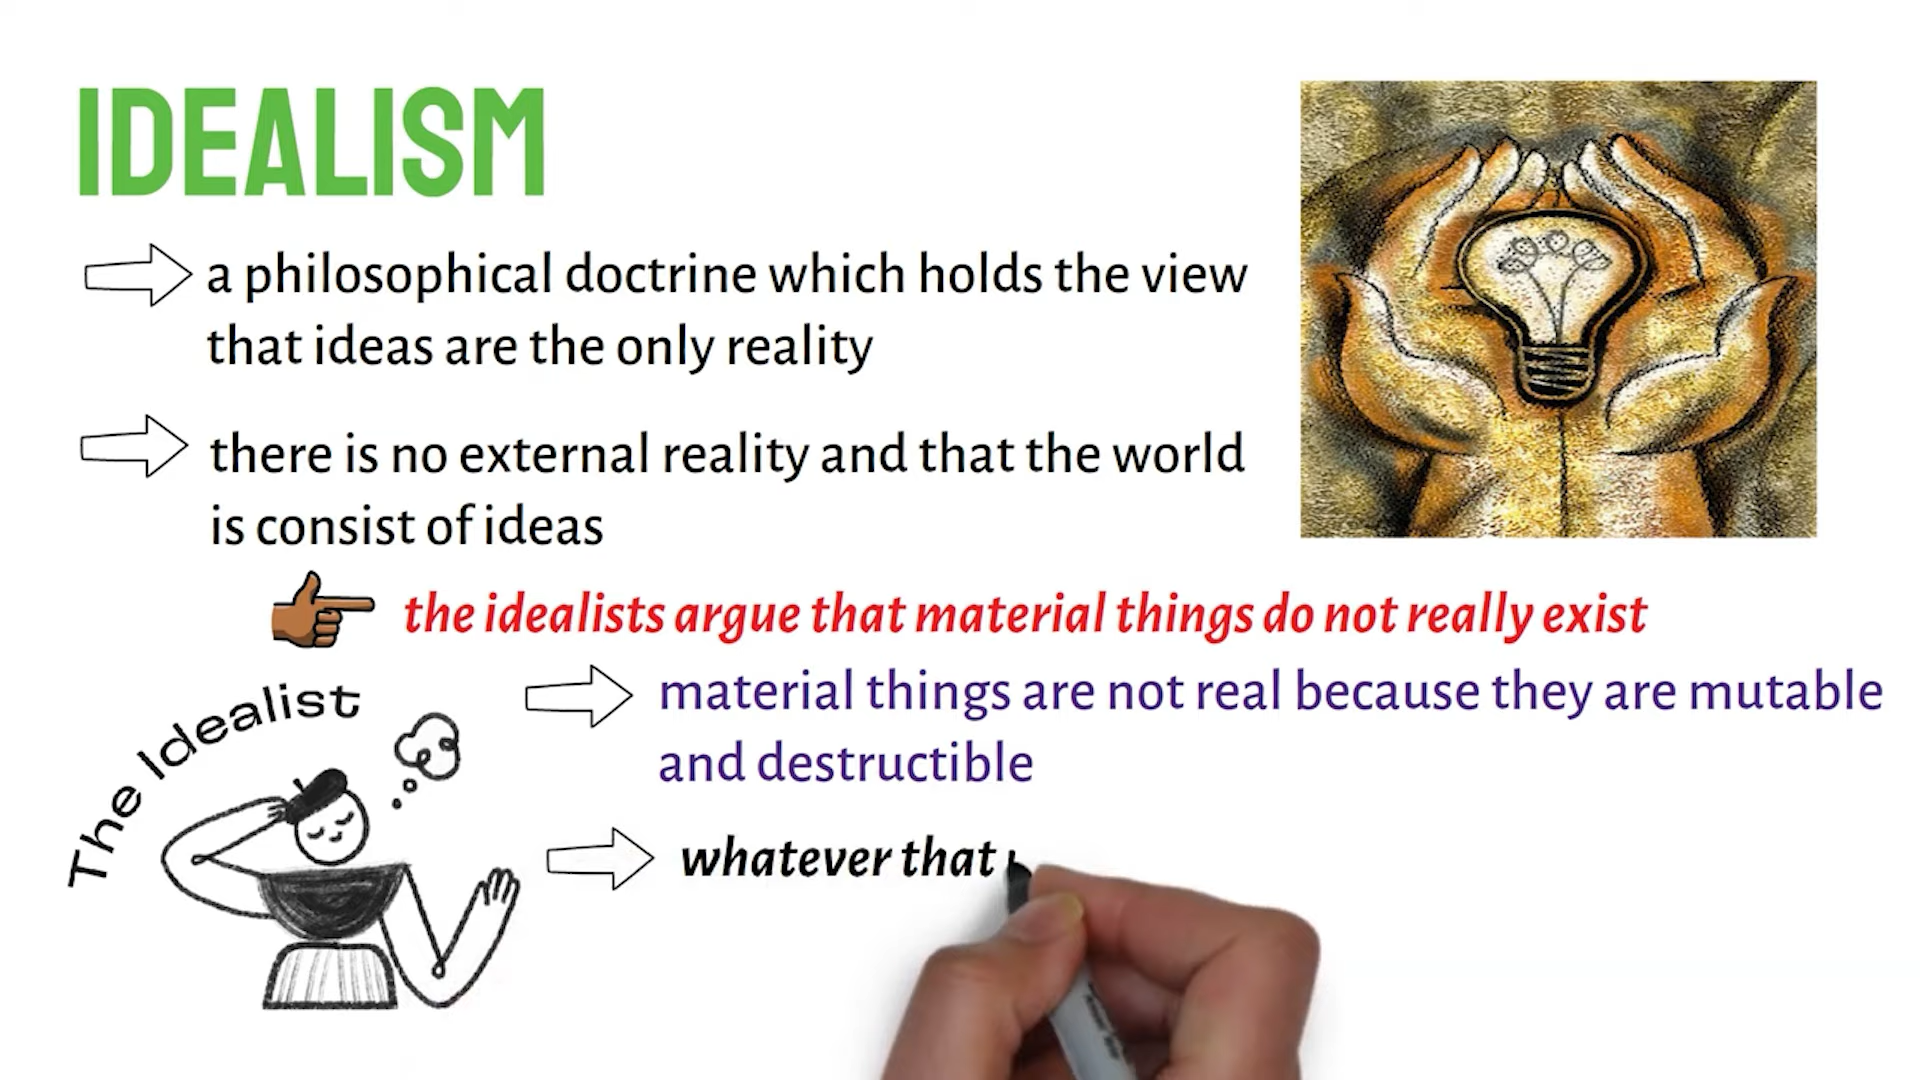 IDEALISM
a philosophical doctrine which holds the view
that ideas are the only reality
there is no external reality and that the world
is consist of ideas
the idealists argue that material things do not really exist
The Idealist
material things are not real because they are mutable
and destructible
whatever that